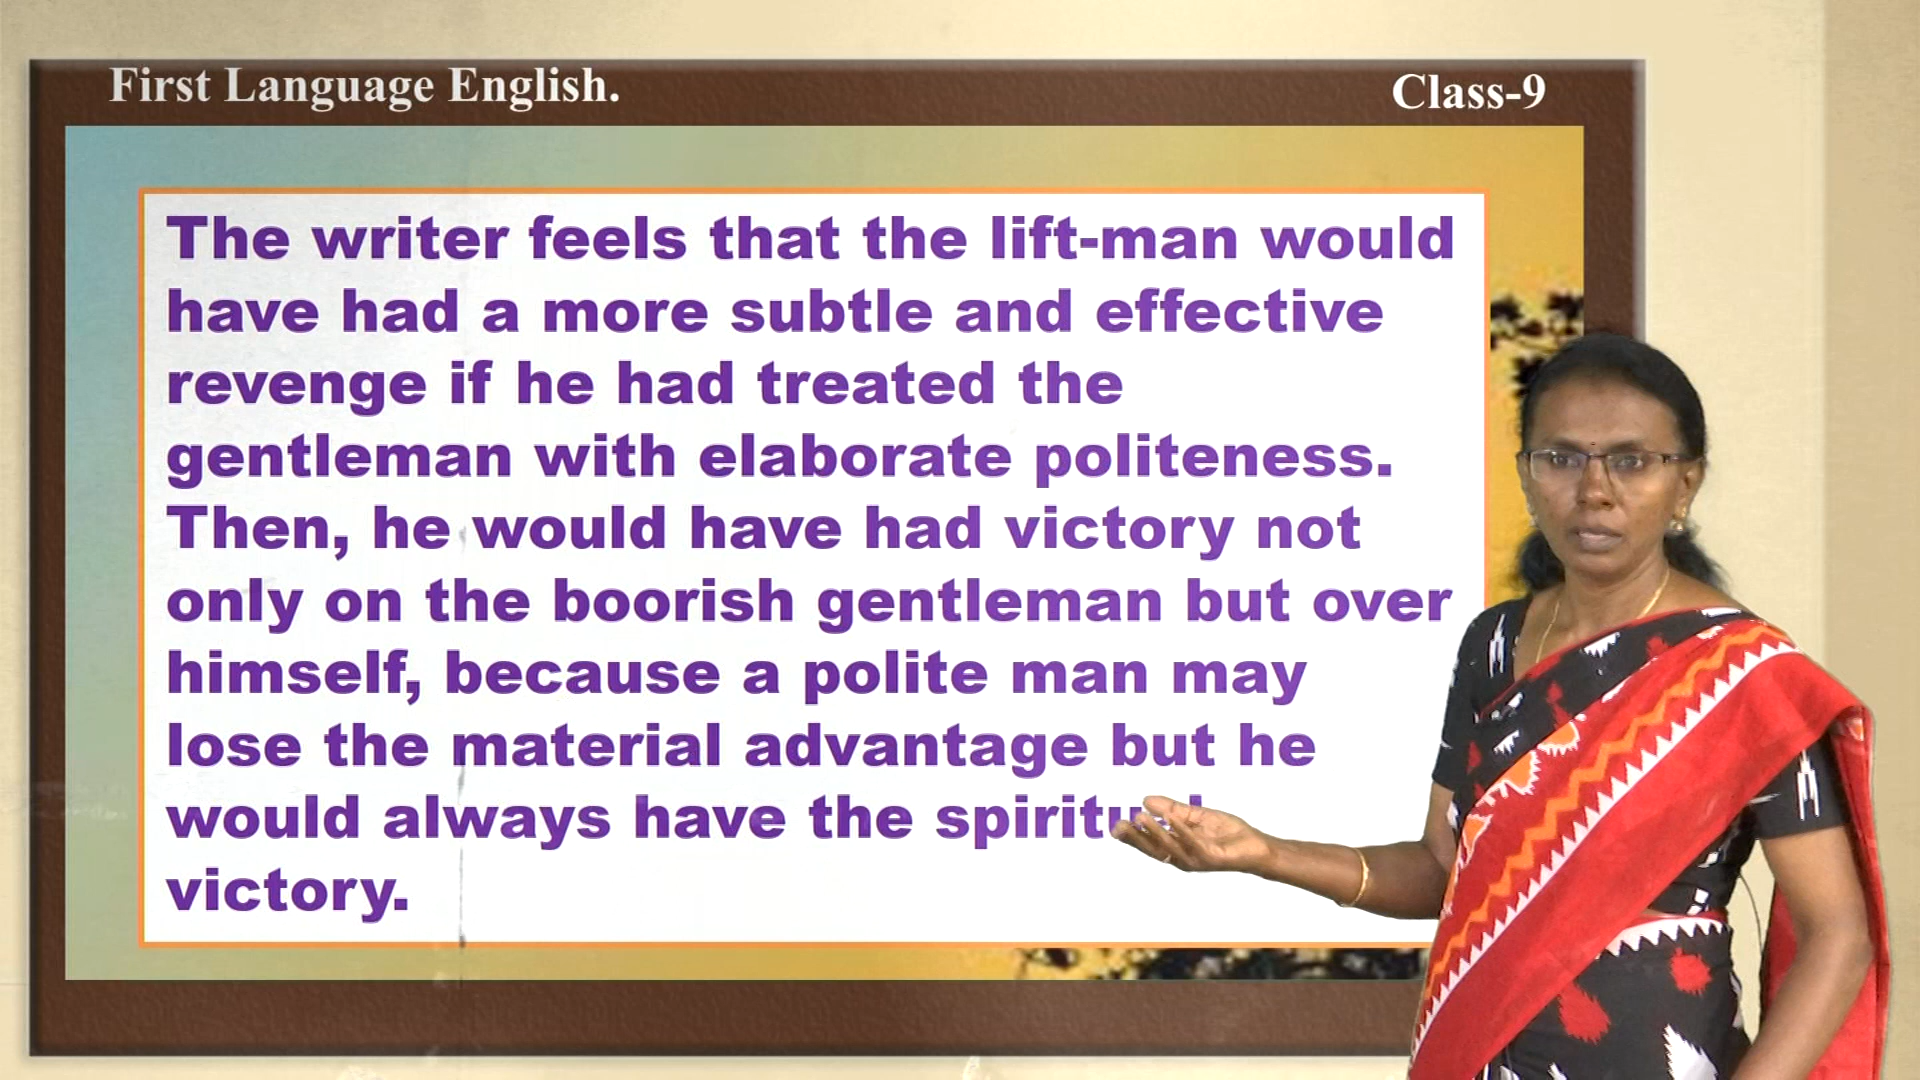 First Language English.
Class-9
The writer feels that the lift-man would
have had a more subtle and effective
revenge if he had treated the
gentleman with elaborate politeness.
Then, he would have had victory not
only on the boorish gentleman but over
himself, because a polite man may
lose the material advantage but he
would always have the spiritual
victory.